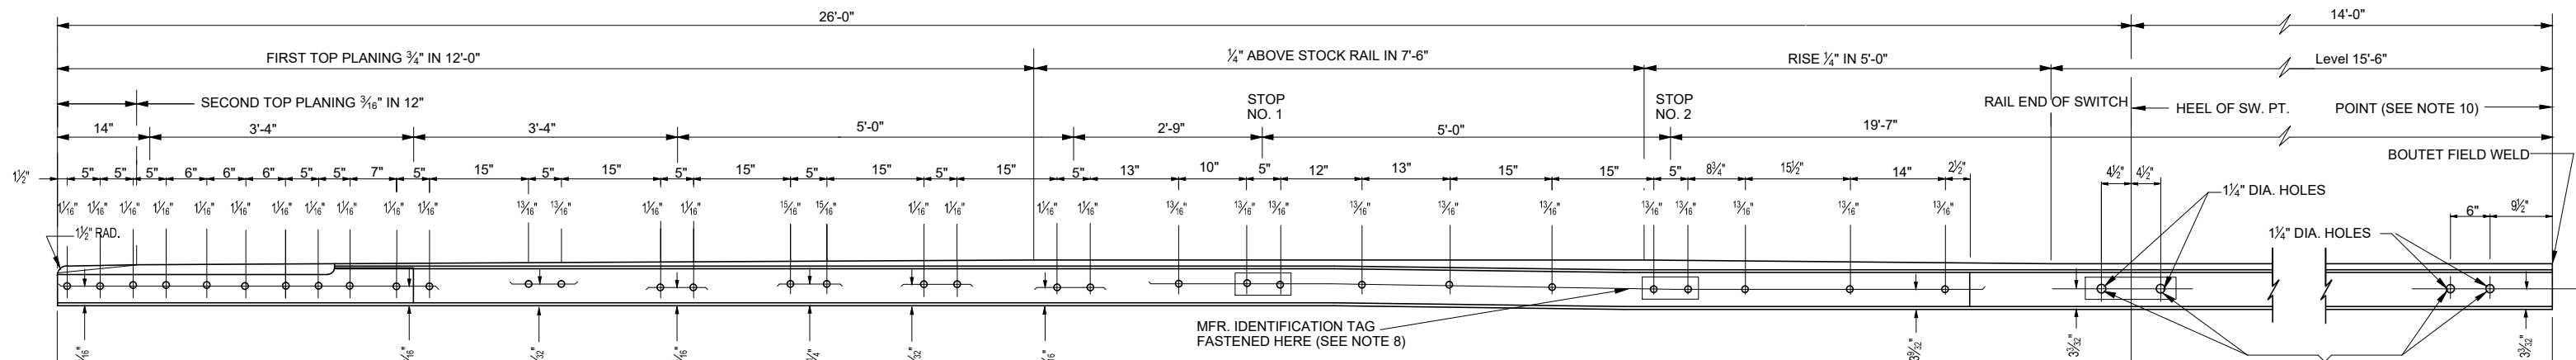 26'-0"
14'-0"
FIRST TOP PLANING ¾" IN 12'-0"
¼" ABOVE STOCK RAIL IN 7'-6"
RISE ¼" IN 5'-0"
Level 15'-6"
SECOND TOP PLANING 3⁄16" IN 12"
STOP
NO. 1
STOP
NO. 2
RAIL END OF SWITCH
HEEL OF SW. PT.
POINT (SEE NOTE 10)
14" 3'-4" 3'-4" 5'-0" 2'-9" 5'-0" 19'-7"
BOUTET FIELD WELD
1½" 5" 5" 5" 6" 6" 6" 5" 5" 7" 5" 15" 5" 15" 5" 15" 5" 15" 5" 15" 5" 13" 10" 5" 12" 13" 15" 15" 5" 8¾" 15½" 14" 2½" 4½" 4½"
1¼" DIA. HOLES
6" 9½"
1½" RAD.
1¼" DIA. HOLES
MFR. IDENTIFICATION TAG
FASTENED HERE (SEE NOTE 8)